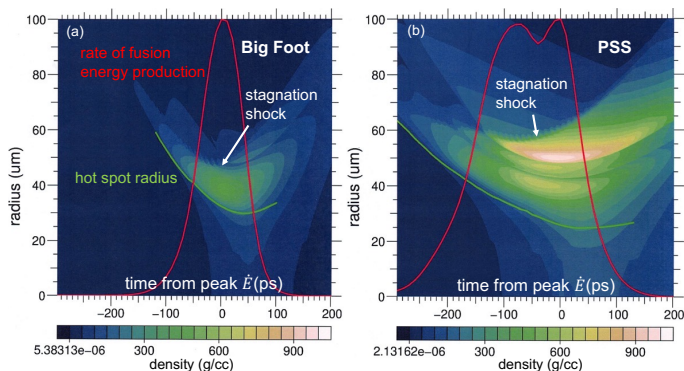 (a)
Big Foot
rate of fusion
energy production
stagnation
shock
hot spot radius
time from peak Ė(ps)
radius (um)
100
80
60
40
20
0
−200
−100
0
100
200
5.38313e−06
300
600
900
density (g/cc)
(b)
PSS
stagnation
shock
time from peak Ė(ps)
radius (um)
100
80
60
40
20
0
−200
−100
0
100
200
2.13162e−06
300
600
900
density (g/cc)